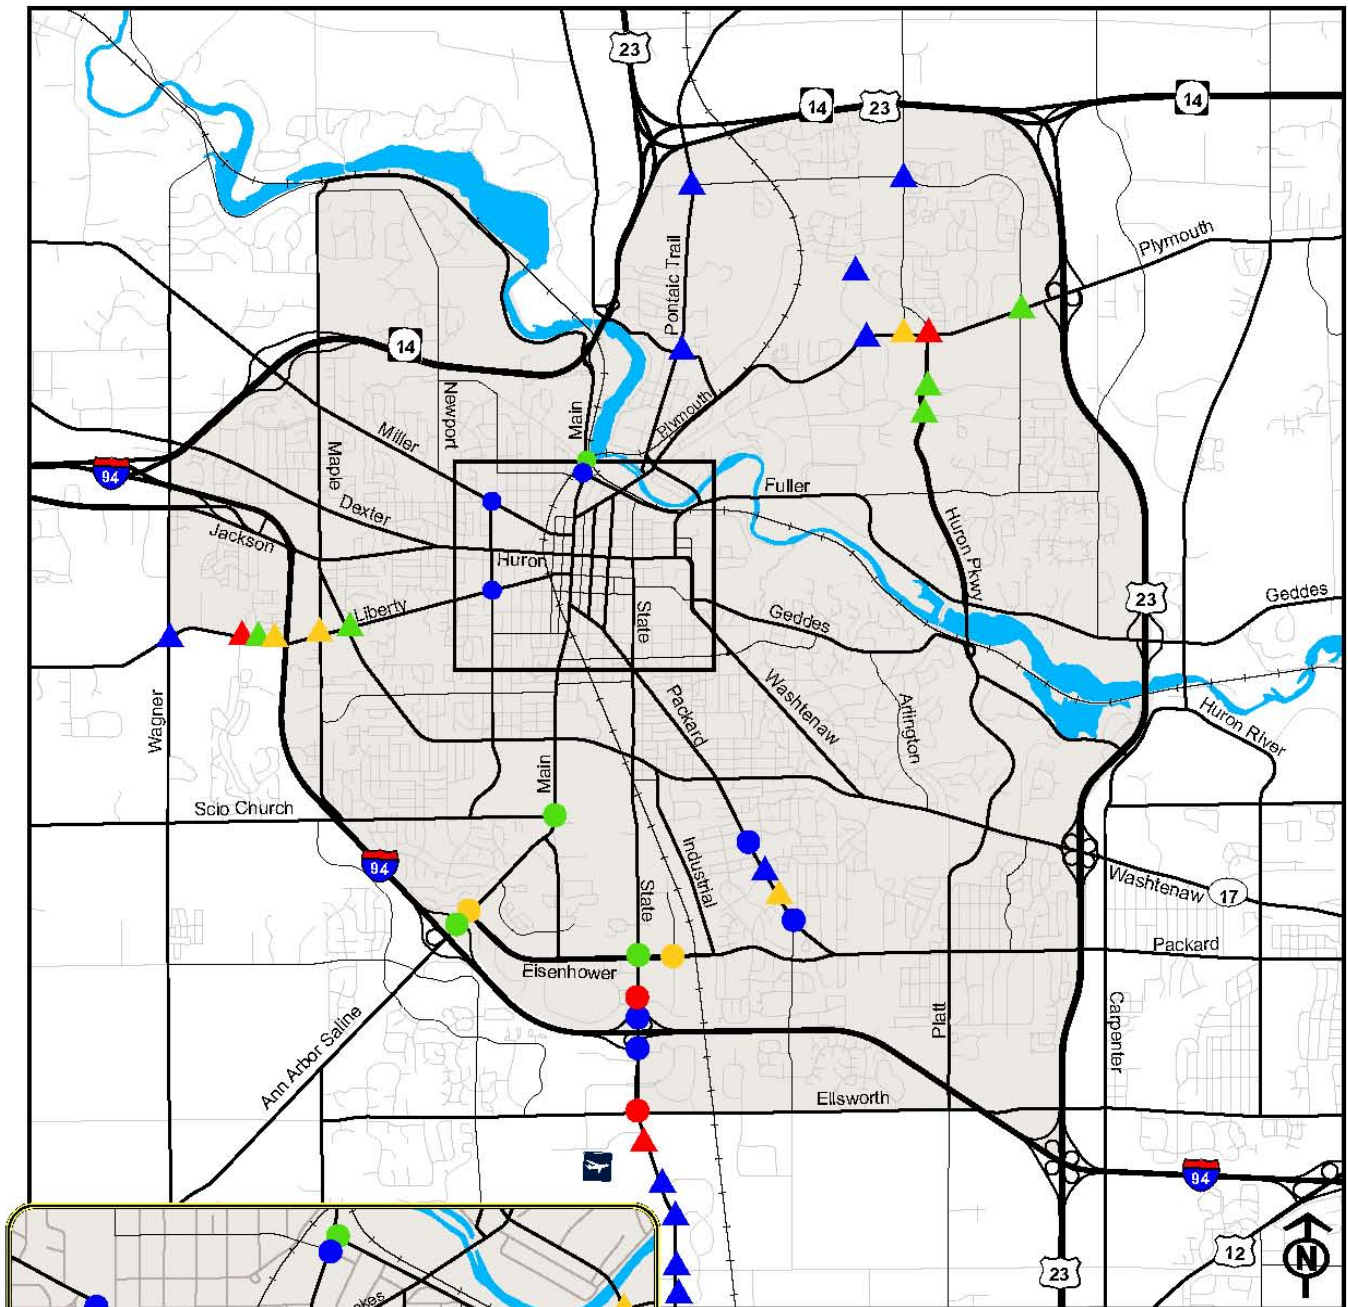 23
14
23
14
Plymouth
Pontaic Trail
14
Newport
Main
Plymouth
Miller
Maple
94
Dexter
Fuller
Jackson
Huron
Huron Pkwy
23
Geddes
Liberty
State
Geddes
Wagner
Packard
Washtenaw
Arlington
Huron River
Main
Scio Church
94
Industrial
State
Washtenaw
17
Packard
Eisenhower
Platt
Carpenter
Ann Arbor Saline
Ellsworth
94
12
N
23